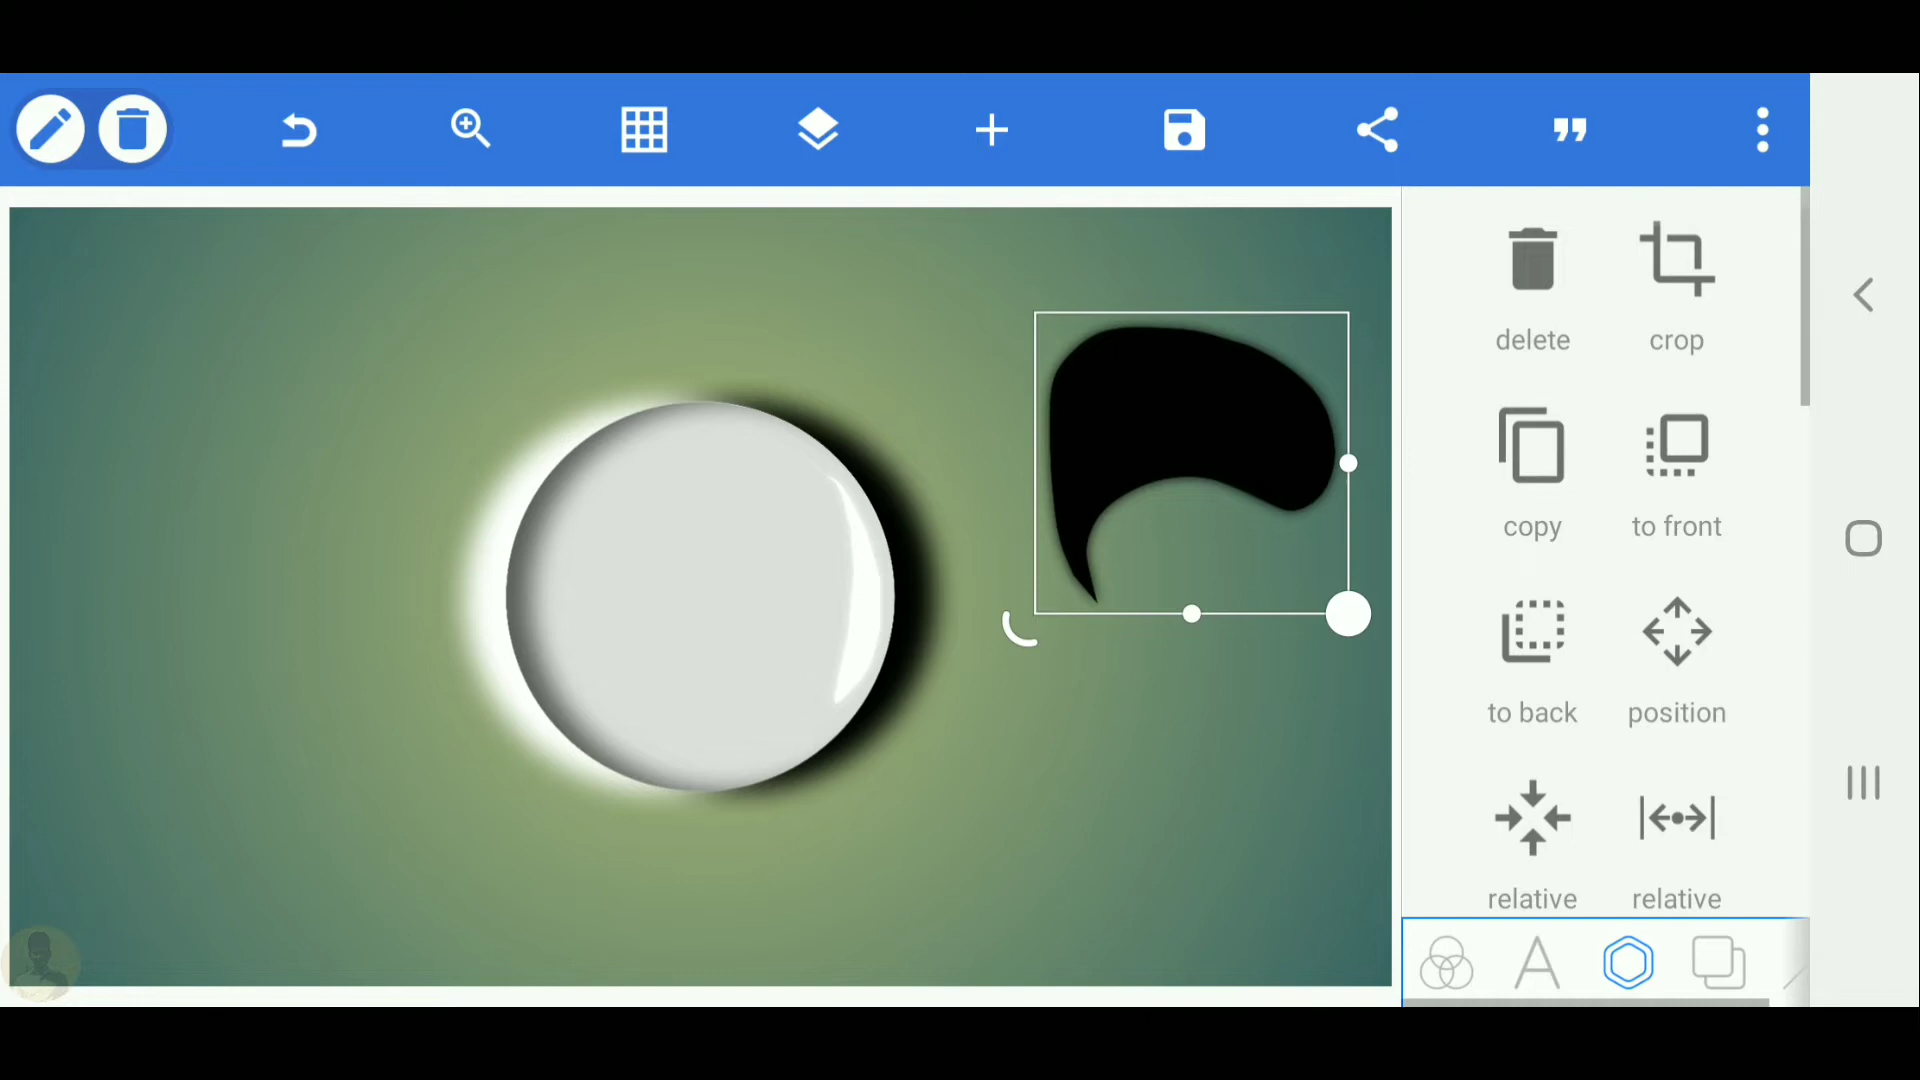 delete
crop
copy
to front
to back
position
relative
relative